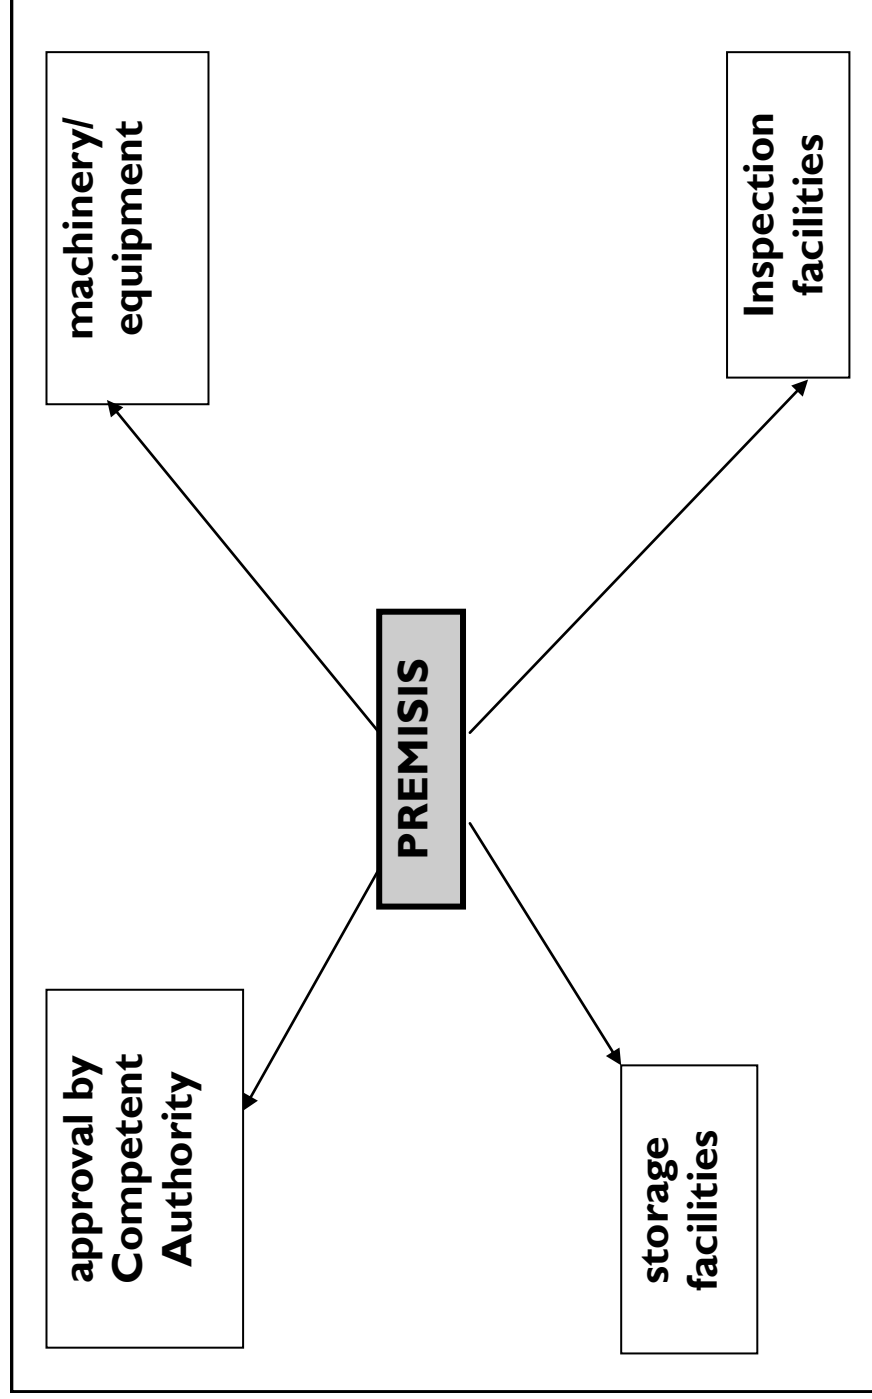 approval by
Competent
Authority
machinery/
equipment
PREMISIS
storage
facilities
Inspection
facilities